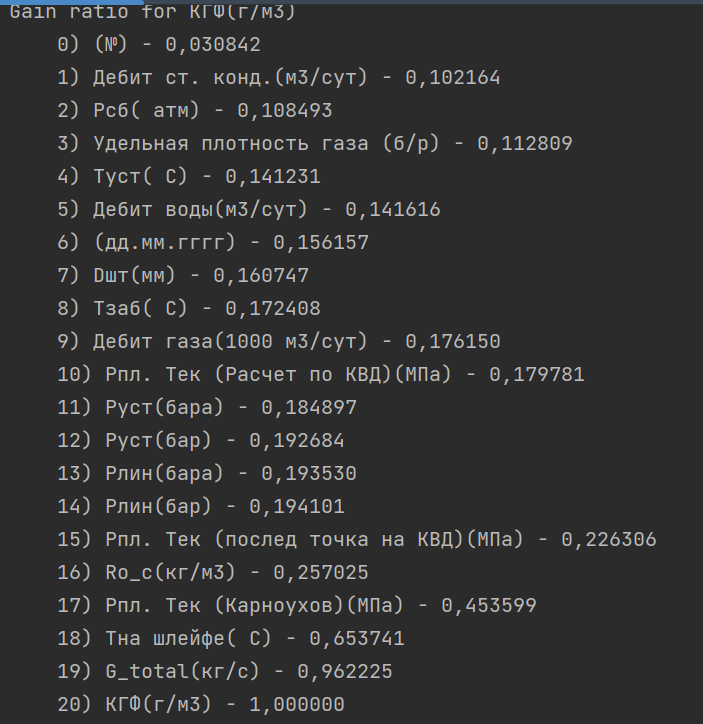 Gain ratio for КГФ(г/м3)
0) (№) - 0,030842
1) Дебит ст. конд.(м3/сут) - 0,102164
2) Рсб( атм) - 0,108493
3) Удельная плотность газа (б/р) - 0,112809
4) Туст( С) - 0,141231
5) Дебит воды(м3/сут) - 0,141616
6) (дд.мм.гггг) - 0,156157
7) Dшт(мм) - 0,160747
8) Тзаб( С) - 0,172408
9) Дебит газа(1000 м3/сут) - 0,176150
10) Рпл. Тек (Расчет по КВД)(МПа) - 0,179781
11) Руст(бара) - 0,184897
12) Руст(бар) - 0,192684
13) Рлин(бара) - 0,193530
14) Рлин(бар) - 0,194101
15) Рпл. Тек (послед точка на КВД)(МПа) - 0,226306
16) Ro_c(кг/м3) - 0,257025
17) Рпл. Тек (Карноухов)(МПа) - 0,453599
18) Тна шлейфе( С) - 0,653741
19) G_total(кг/с) - 0,962225
20) КГФ(г/м3) - 1,000000